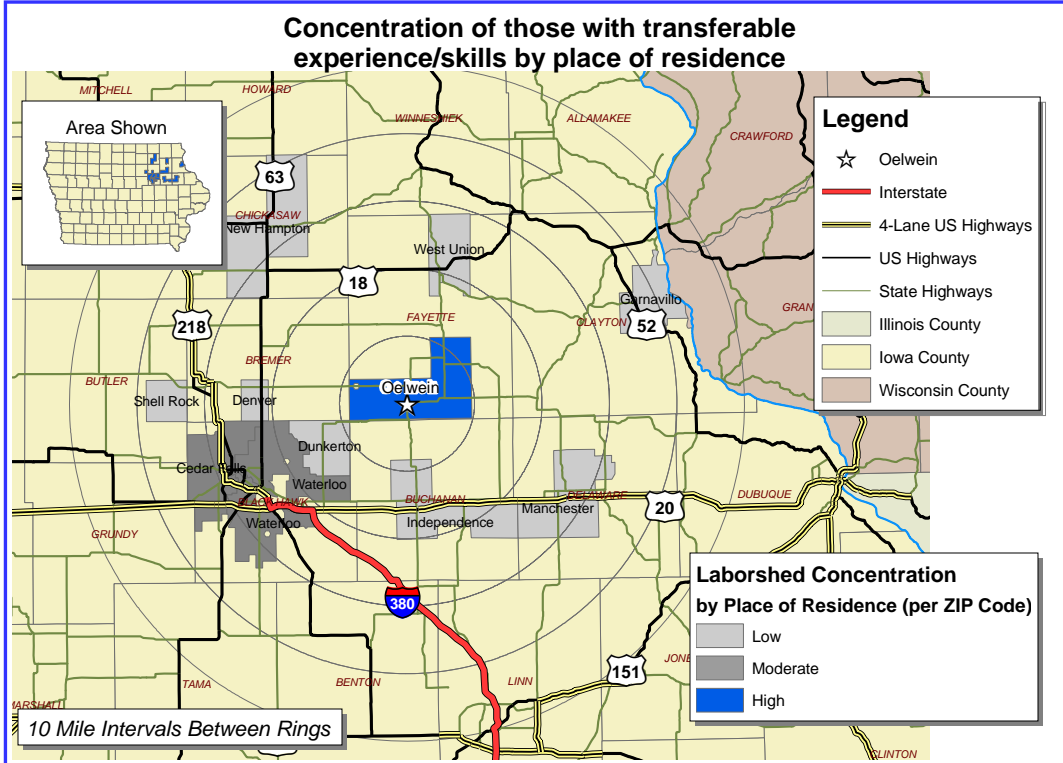 Concentration of those with transferable
experience/skills by place of residence
MITCHELL
HOWARD
WINNESHIEK
ALLAMAKEE
CRAWFORD
Area Shown
63
CHICKASAW
New Hampton
West Union
18
Garnavillo
GRAN
218
FAYETTE
CLAYTON
52
BREMER
BUTLER
Oelwein
Shell Rock
Denver
Dunkerton
Cedar Falls
Waterloo
BLACK HAWK
BUCHANAN
DELAWARE
DUBUQUE
Manchester
20
Waterloo
Independence
GRUNDY
380
TAMA
BENTON
LINN
JONE
151
MARSHALL
CLINTON
10 Mile Intervals Between Rings
Legend
Oelwein
Interstate
4-Lane US Highways
US Highways
State Highways
Illinois County
Iowa County
Wisconsin County
Laborshed Concentration
by Place of Residence (per ZIP Code)
Low
Moderate
High